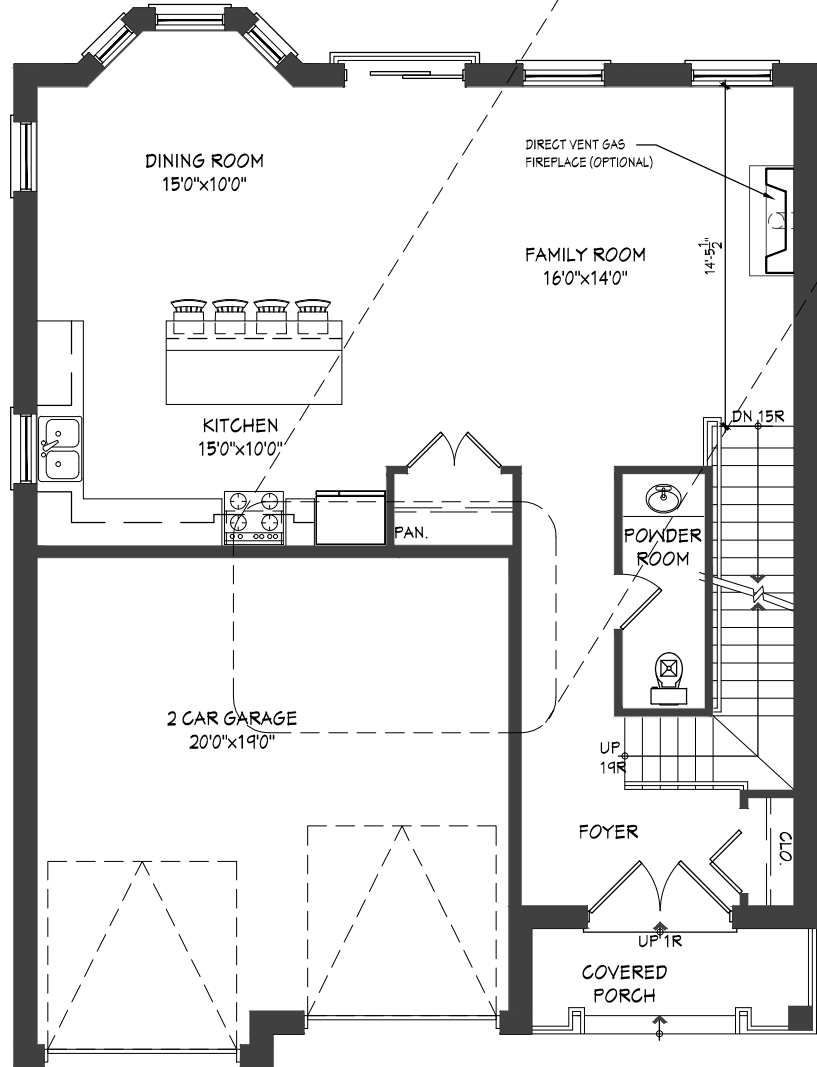 DINING ROOM
15'0"x10'0"
DIRECT VENT GAS
FIREPLACE (OPTIONAL)
FAMILY ROOM
16'0"x14'0"
14'-5 1/2"
KITCHEN
15'0"x10'0"
DN 15R
PAN.
POWDER
ROOM
2 CAR GARAGE
20'0"x19'0"
UP
19R
FOYER
CLO.
UP 1R
COVERED
PORCH